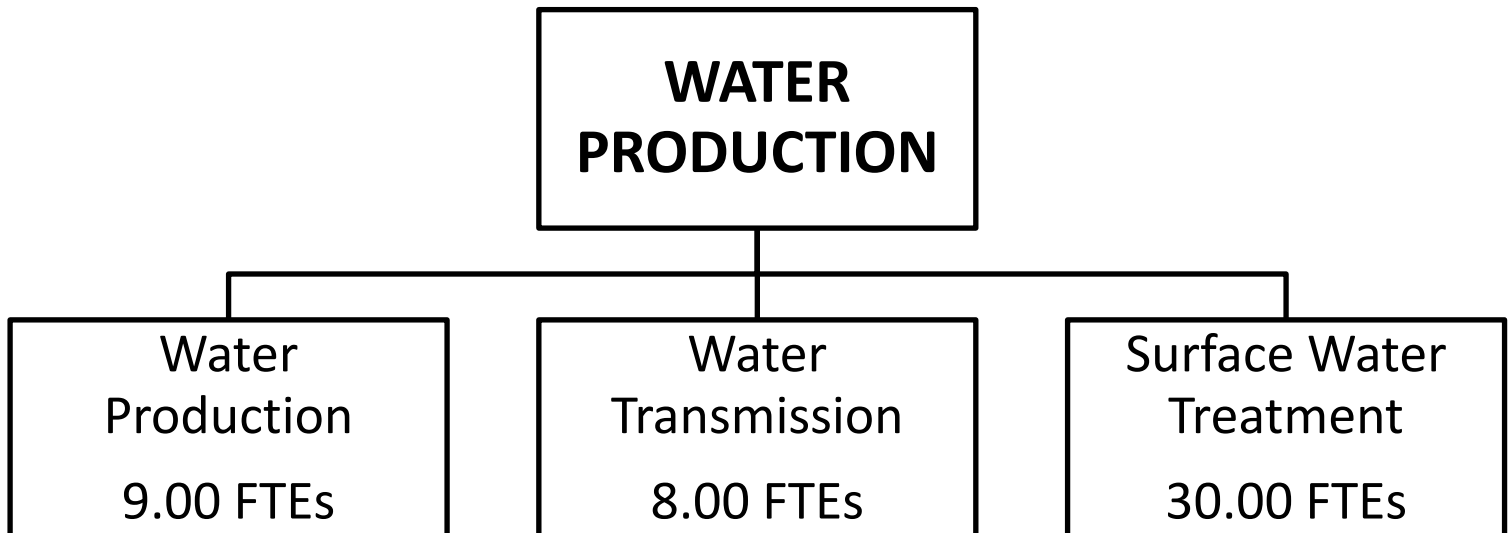 WATER
PRODUCTION
Water
Production
9.00 FTEs
Water
Transmission
8.00 FTEs
Surface Water
Treatment
30.00 FTEs